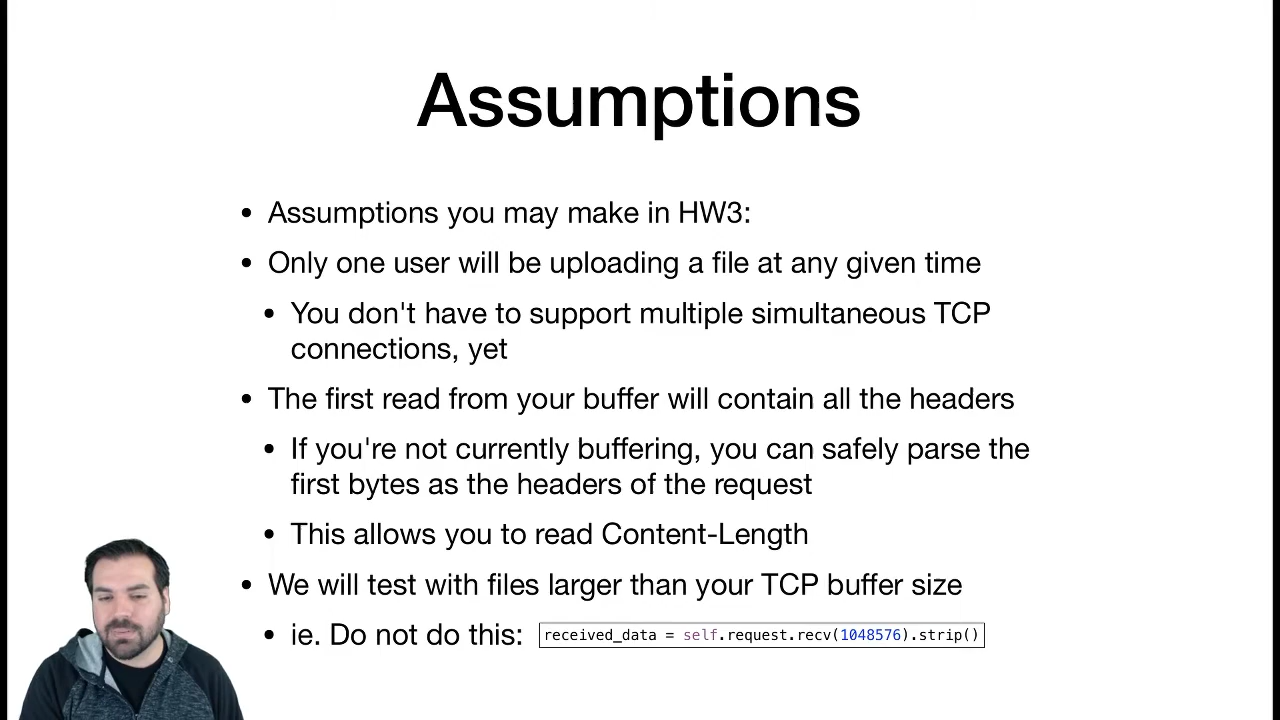 Assumptions
• Assumptions you may make in HW3:
• Only one user will be uploading a file at any given time
• You don't have to support multiple simultaneous TCP
connections, yet
• The first read from your buffer will contain all the headers
• If you're not currently buffering, you can safely parse the
first bytes as the headers of the request
• This allows you to read Content-Length
• We will test with files larger than your TCP buffer size
• ie. Do not do this: received_data = self.request.recv(1048576).strip()